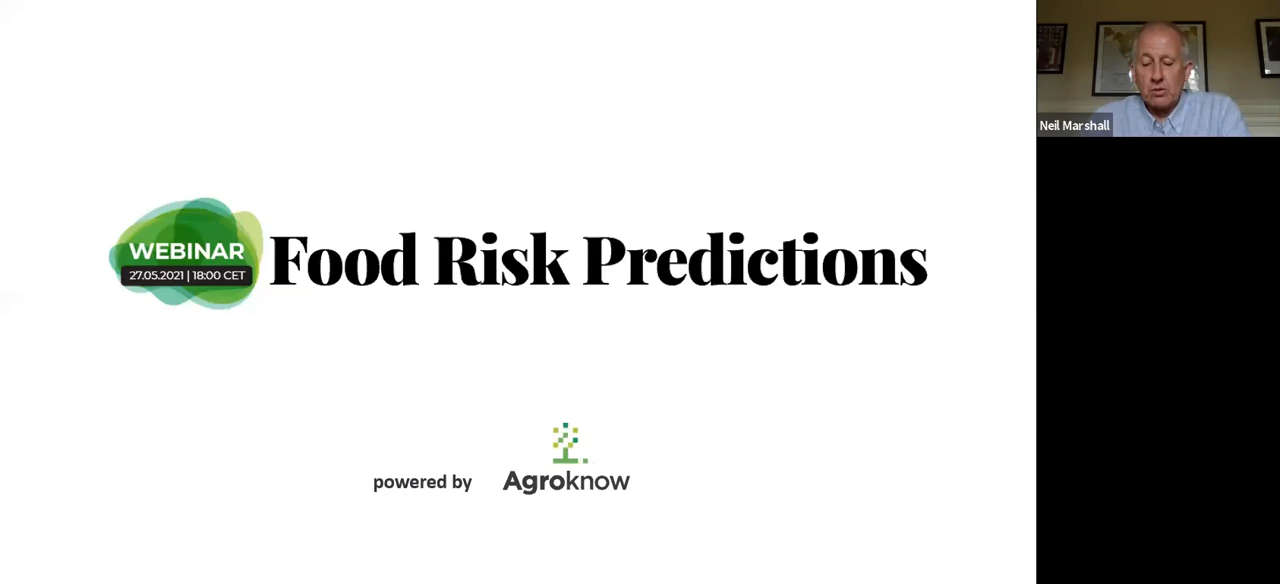 WEBINAR
27.05.2021 | 18:00 CET
Food Risk Predictions
powered by
Agroknow
Neil Marshall